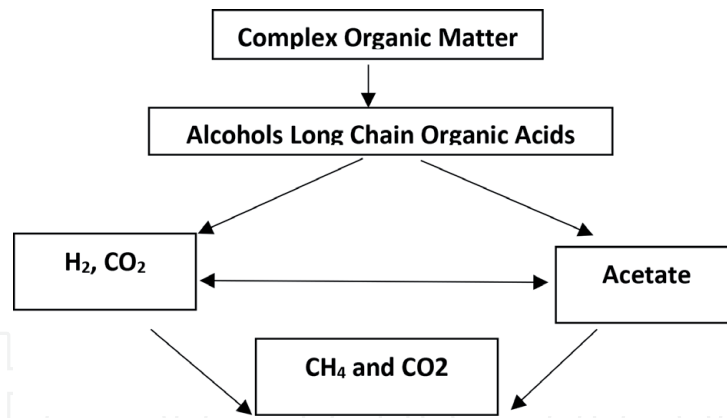 Complex Organic Matter
Alcohols Long Chain Organic Acids
H₂, CO₂
Acetate
CH₄ and CO2